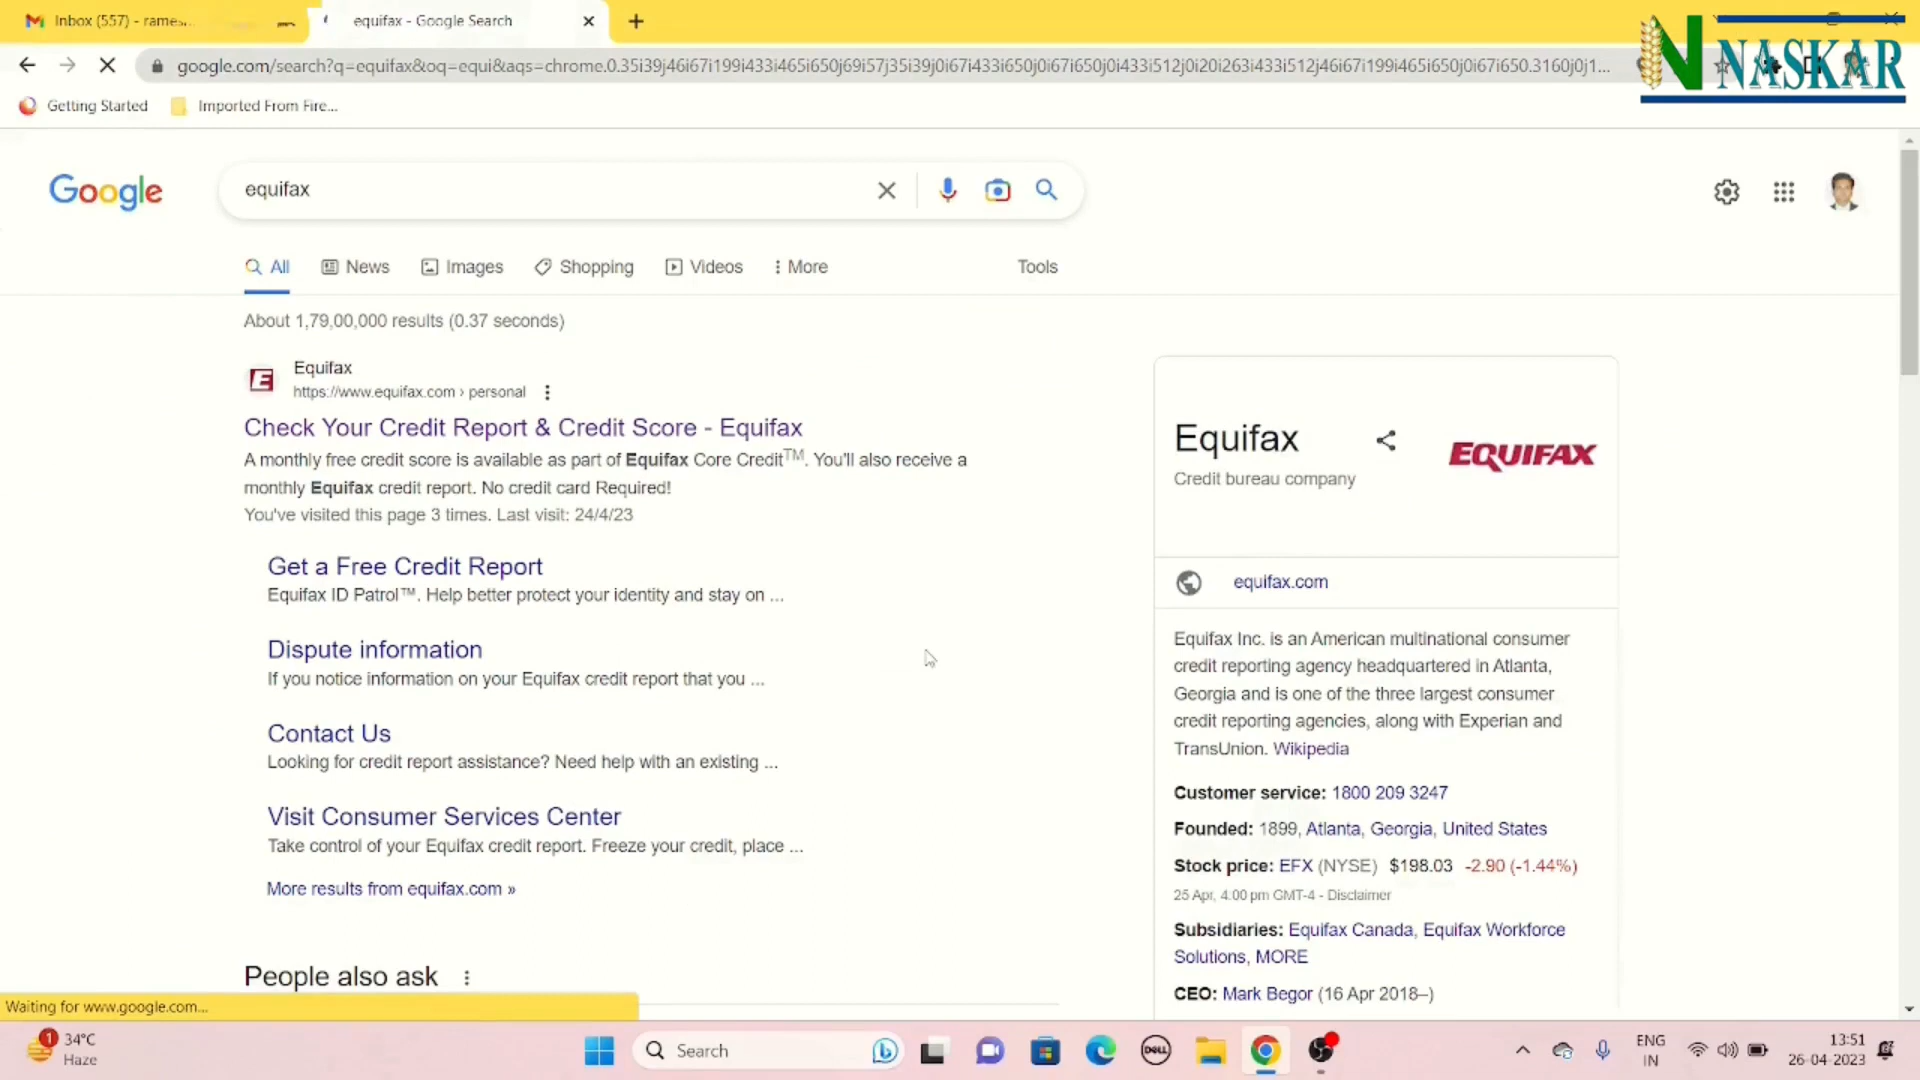 Inbox (557) - rames...
equifax - Google Search
google.com/search?q=equifax&oq=equi&aqs=chrome.0.35i39j46i67i199i433i465i650j69i57j35i39j0i67i433i650j0i67i650j0i433i512j0i20i263i433i512j46i67i199i465i650j0i67i650.3160j0j1...
NASKAR
Getting Started
Imported From Fire...
Google
equifax
All
News
Images
Shopping
Videos
More
Tools
About 1,79,00,000 results (0.37 seconds)
Equifax
https://www.equifax.com › personal
Check Your Credit Report & Credit Score - Equifax
A monthly free credit score is available as part of Equifax Core Credit™. You'll also receive a
monthly Equifax credit report. No credit card Required!
You've visited this page 3 times. Last visit: 24/4/23
Get a Free Credit Report
Equifax ID Patrol™. Help better protect your identity and stay on ...
Dispute information
If you notice information on your Equifax credit report that you ...
Contact Us
Looking for credit report assistance? Need help with an existing ...
Visit Consumer Services Center
Take control of your Equifax credit report. Freeze your credit, place ...
More results from equifax.com »
People also ask
Equifax
EQUIFAX
Credit bureau company
equifax.com
Equifax Inc. is an American multinational consumer
credit reporting agency headquartered in Atlanta,
Georgia and is one of the three largest consumer
credit reporting agencies, along with Experian and
TransUnion. Wikipedia
Customer service: 1800 209 3247
Founded: 1899, Atlanta, Georgia, United States
Stock price: EFX (NYSE) $198.03 -2.90 (-1.44%)
25 Apr, 4:00 pm GMT-4 - Disclaimer
Subsidiaries: Equifax Canada, Equifax Workforce
Solutions, MORE
CEO: Mark Begor (16 Apr 2018–)
Waiting for www.google.com...
1
34°C
Haze
Search
DELL
ENG
IN
13:51
26-04-2023